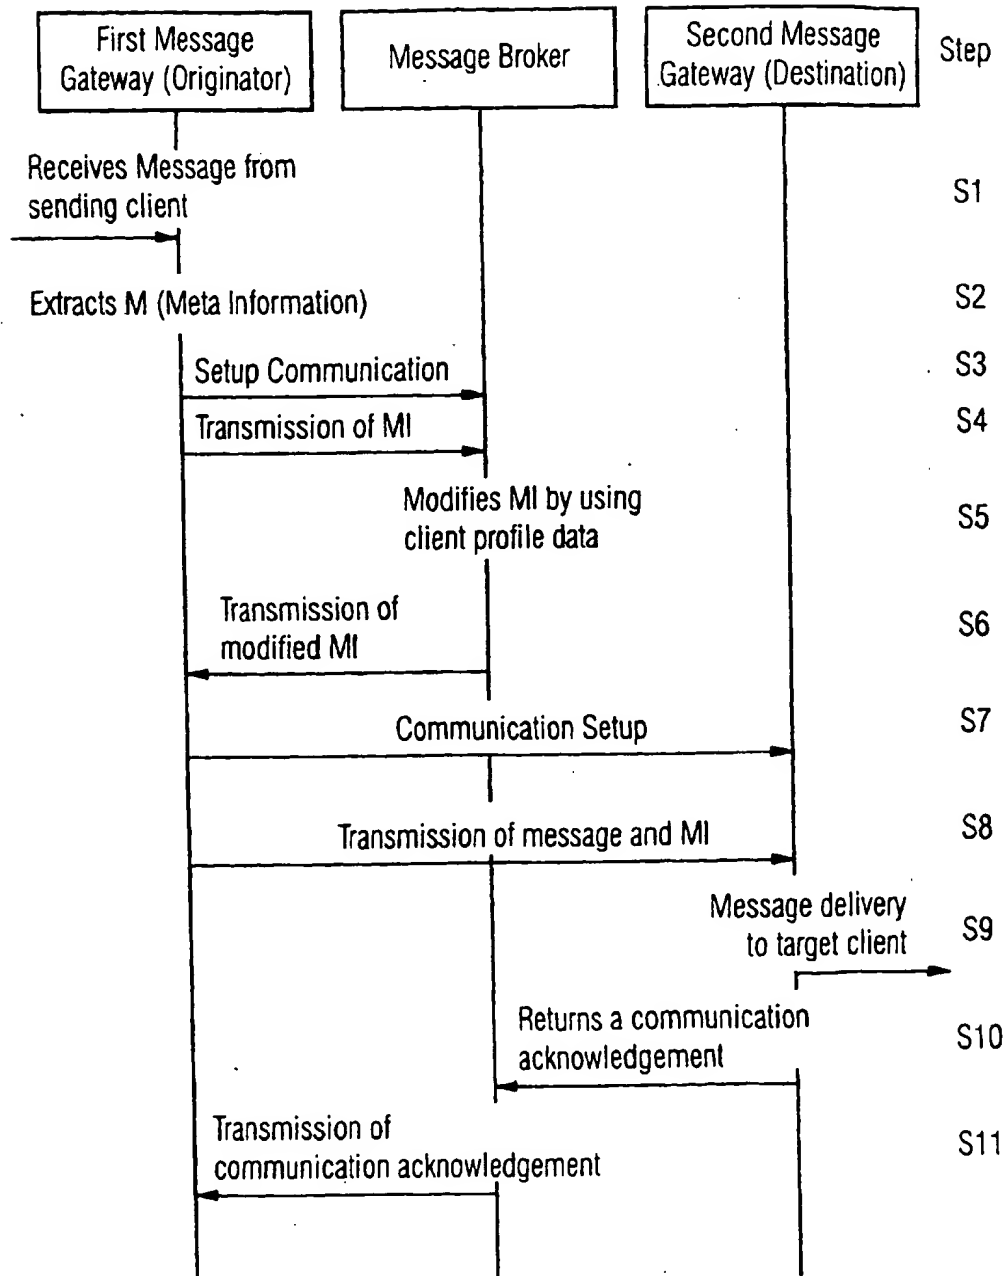 First Message
Gateway (Originator)
Message Broker
Second Message
Gateway (Destination)
Step
Receives Message from
sending client
S1
Extracts M (Meta Information)
S2
Setup Communication
S3
Transmission of MI
S4
Modifies MI by using
client profile data
S5
Transmission of
modified MI
S6
Communication Setup
S7
Transmission of message and MI
S8
Message delivery
to target client
S9
Returns a communication
acknowledgement
S10
Transmission of
communication acknowledgement
S11